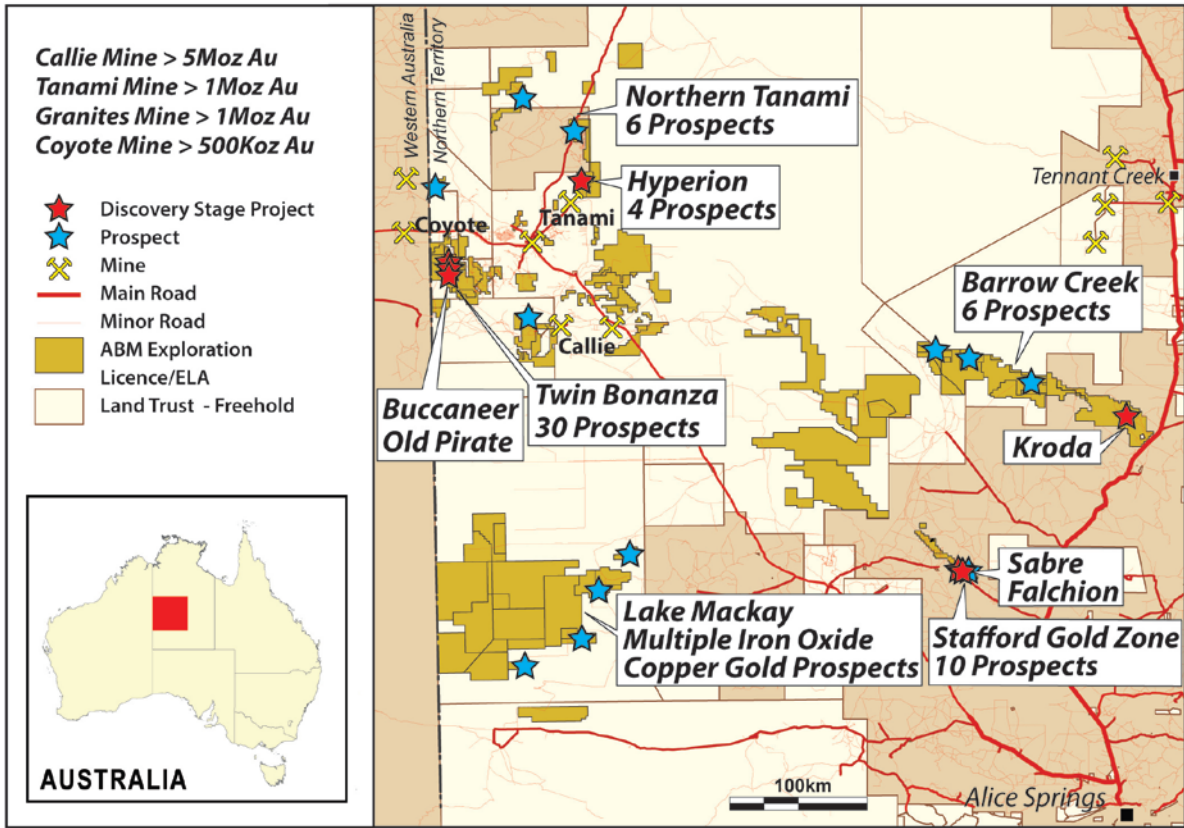 Callie Mine > 5Moz Au
Tanami Mine > 1Moz Au
Granites Mine > 1Moz Au
Coyote Mine > 500Koz Au
Discovery Stage Project
Prospect
Mine
Main Road
Minor Road
ABM Exploration
Licence/ELA
Land Trust - Freehold
AUSTRALIA
Western Australia
Northern Territory
Northern Tanami
6 Prospects
Hyperion
4 Prospects
Tennant Creek
Coyote
Tanami
Barrow Creek
6 Prospects
Callie
Buccaneer
Old Pirate
Twin Bonanza
30 Prospects
Kroda
Sabre
Falchion
Lake Mackay
Multiple Iron Oxide
Copper Gold Prospects
Stafford Gold Zone
10 Prospects
100km
Alice Springs